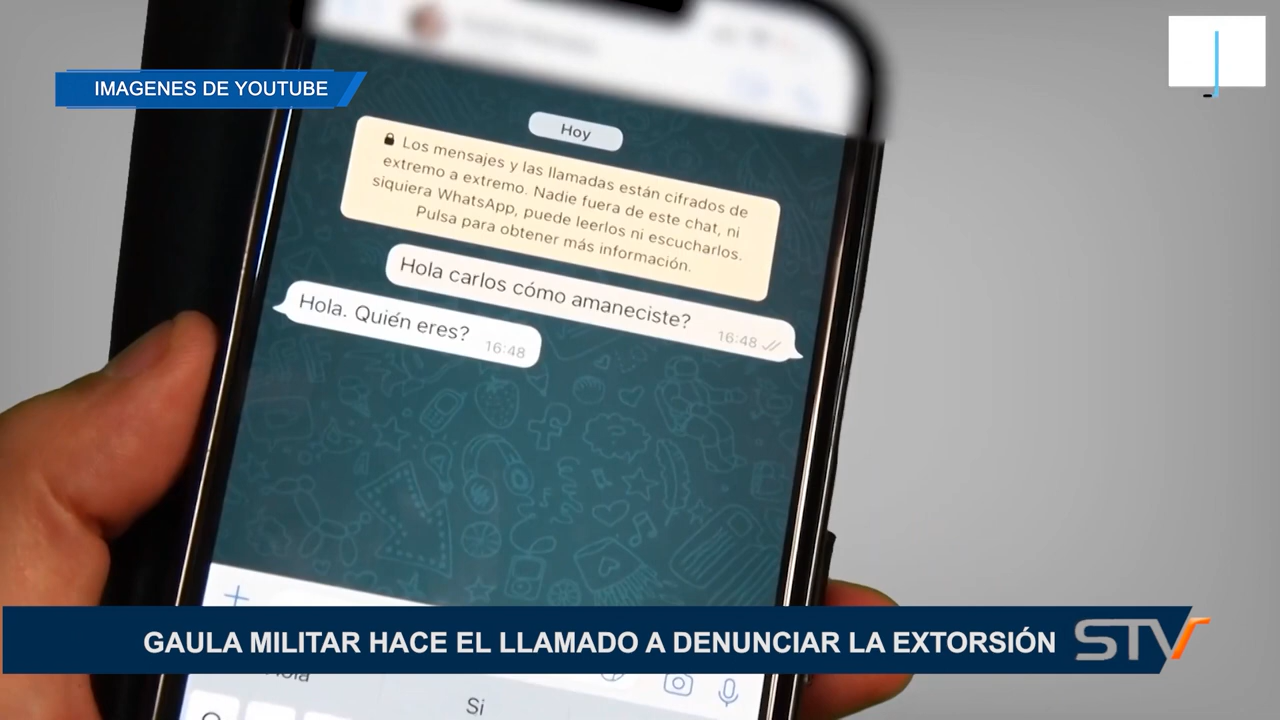 IMAGENES DE YOUTUBE
Hoy
Los mensajes y las llamadas están cifrados de
extremo a extremo. Nadie fuera de este chat, ni
siquiera WhatsApp, puede leerlos ni escucharlos.
Pulsa para obtener más información.
Hola carlos cómo amaneciste?
16:48
Hola. Quién eres?
16:48
GAULA MILITAR HACE EL LLAMADO A DENUNCIAR LA EXTORSIÓN
STV
Hola
Si